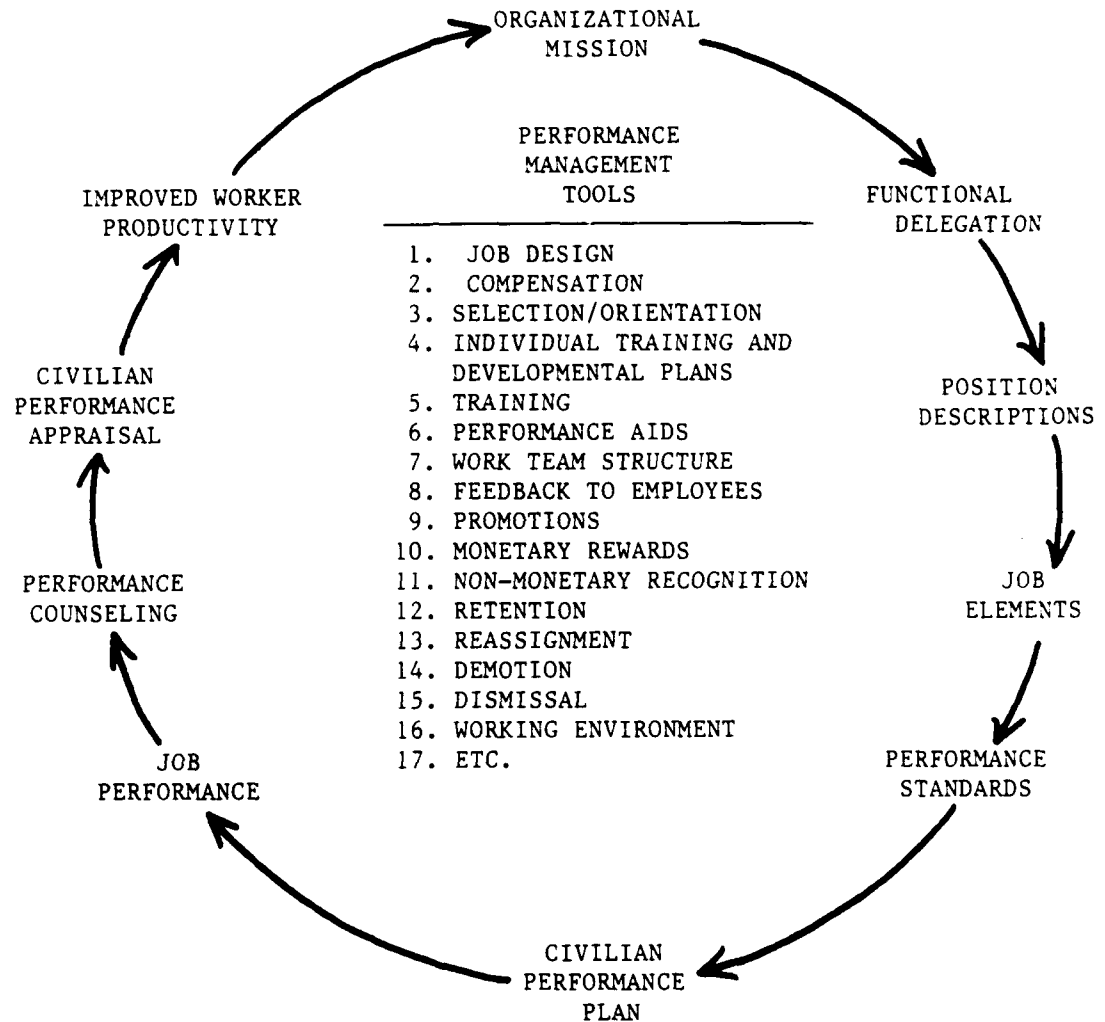 ORGANIZATIONAL
MISSION
FUNCTIONAL
DELEGATION
POSITION
DESCRIPTIONS
JOB
ELEMENTS
PERFORMANCE
STANDARDS
CIVILIAN
PERFORMANCE
PLAN
JOB
PERFORMANCE
PERFORMANCE
COUNSELING
CIVILIAN
PERFORMANCE
APPRAISAL
IMPROVED WORKER
PRODUCTIVITY
PERFORMANCE
MANAGEMENT
TOOLS
1. JOB DESIGN
2. COMPENSATION
3. SELECTION/ORIENTATION
4. INDIVIDUAL TRAINING AND
DEVELOPMENTAL PLANS
5. TRAINING
6. PERFORMANCE AIDS
7. WORK TEAM STRUCTURE
8. FEEDBACK TO EMPLOYEES
9. PROMOTIONS
10. MONETARY REWARDS
11. NON-MONETARY RECOGNITION
12. RETENTION
13. REASSIGNMENT
14. DEMOTION
15. DISMISSAL
16. WORKING ENVIRONMENT
17. ETC.